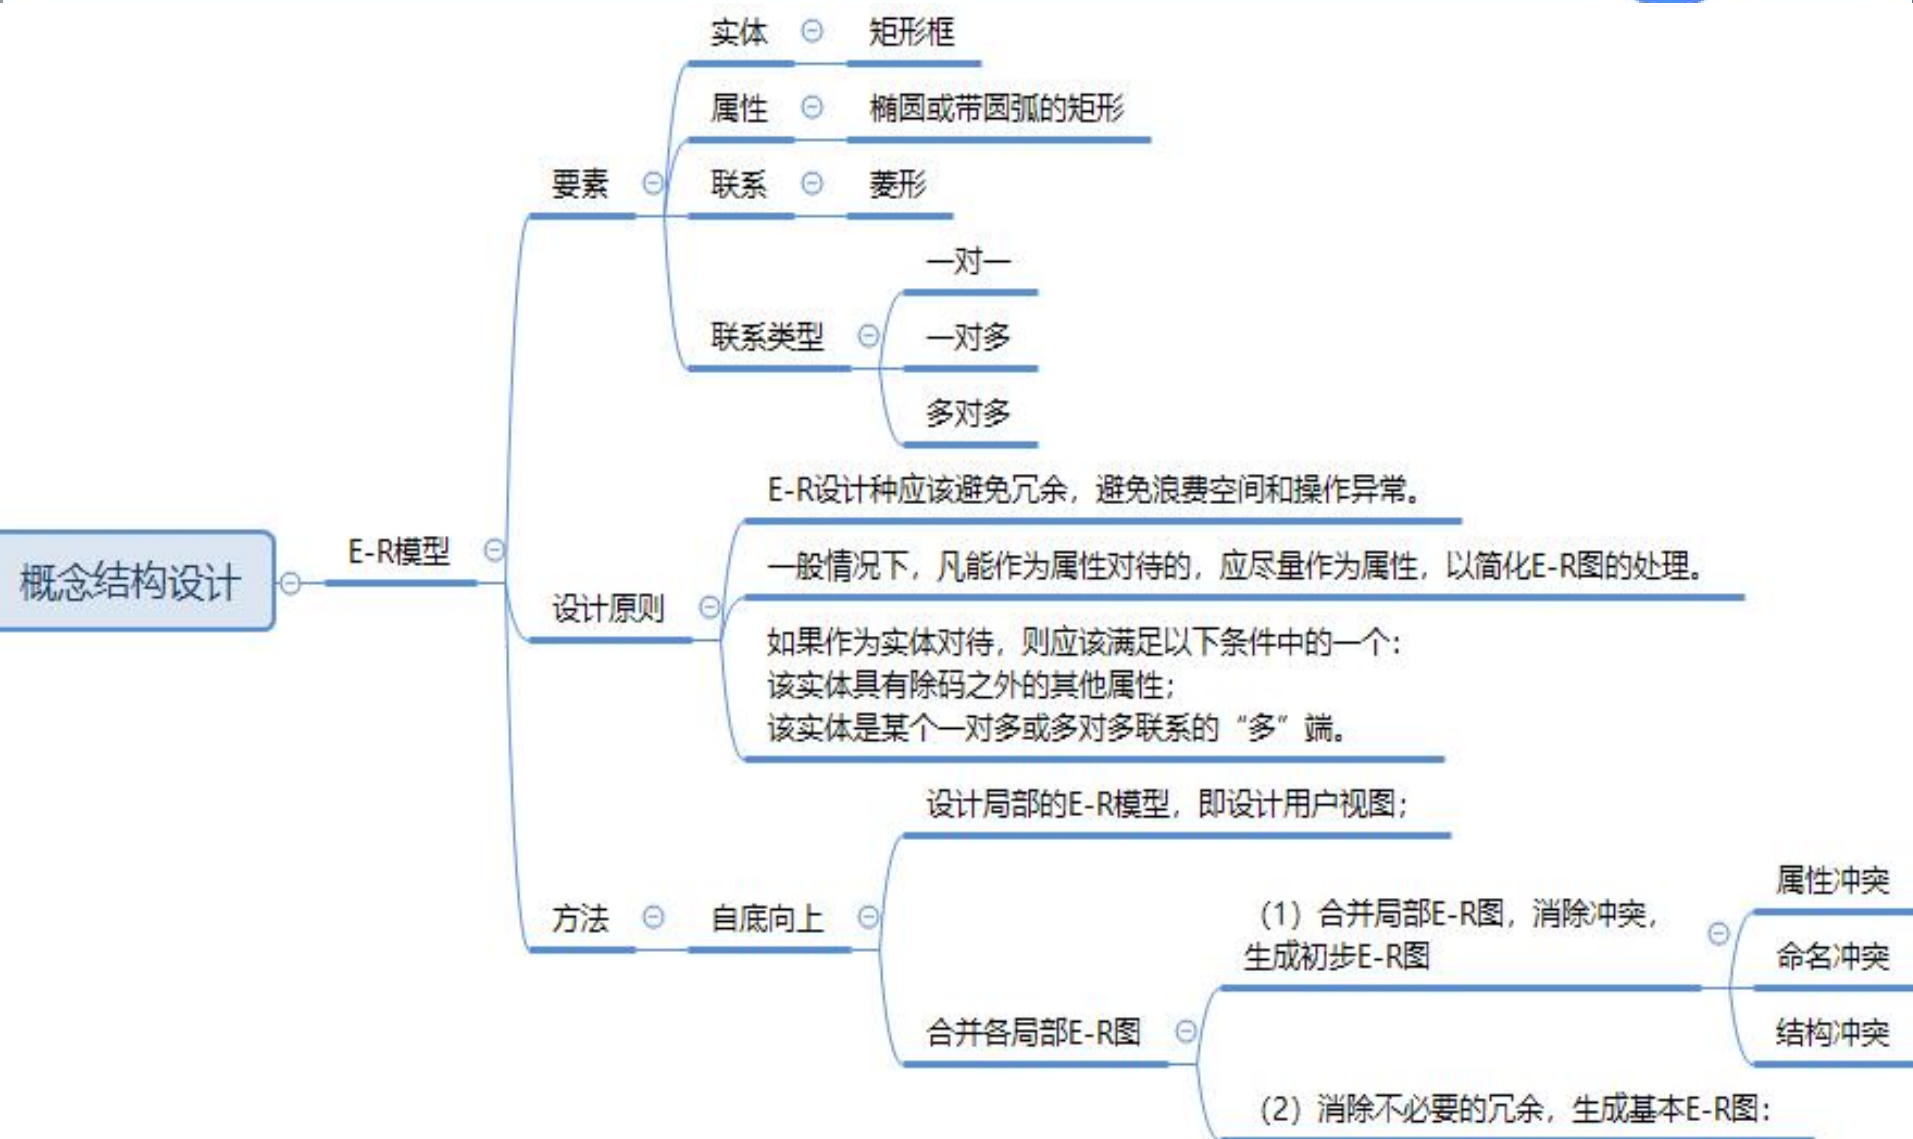 概念结构设计
E-R模型
要素
实体
矩形框
属性
椭圆或带圆弧的矩形
联系
菱形
联系类型
一对一
一对多
多对多
设计原则
E-R设计种应该避免冗余，避免浪费空间和操作异常。
一般情况下，凡能作为属性对待的，应尽量作为属性，以简化E-R图的处理。
如果作为实体对待，则应该满足以下条件中的一个：
该实体具有除码之外的其他属性；
该实体是某个一对多或多对多联系的“多”端。
方法
自底向上
设计局部的E-R模型，即设计用户视图；
合并各局部E-R图
（1）合并局部E-R图，消除冲突，
生成初步E-R图
属性冲突
命名冲突
结构冲突
（2）消除不必要的冗余，生成基本E-R图：